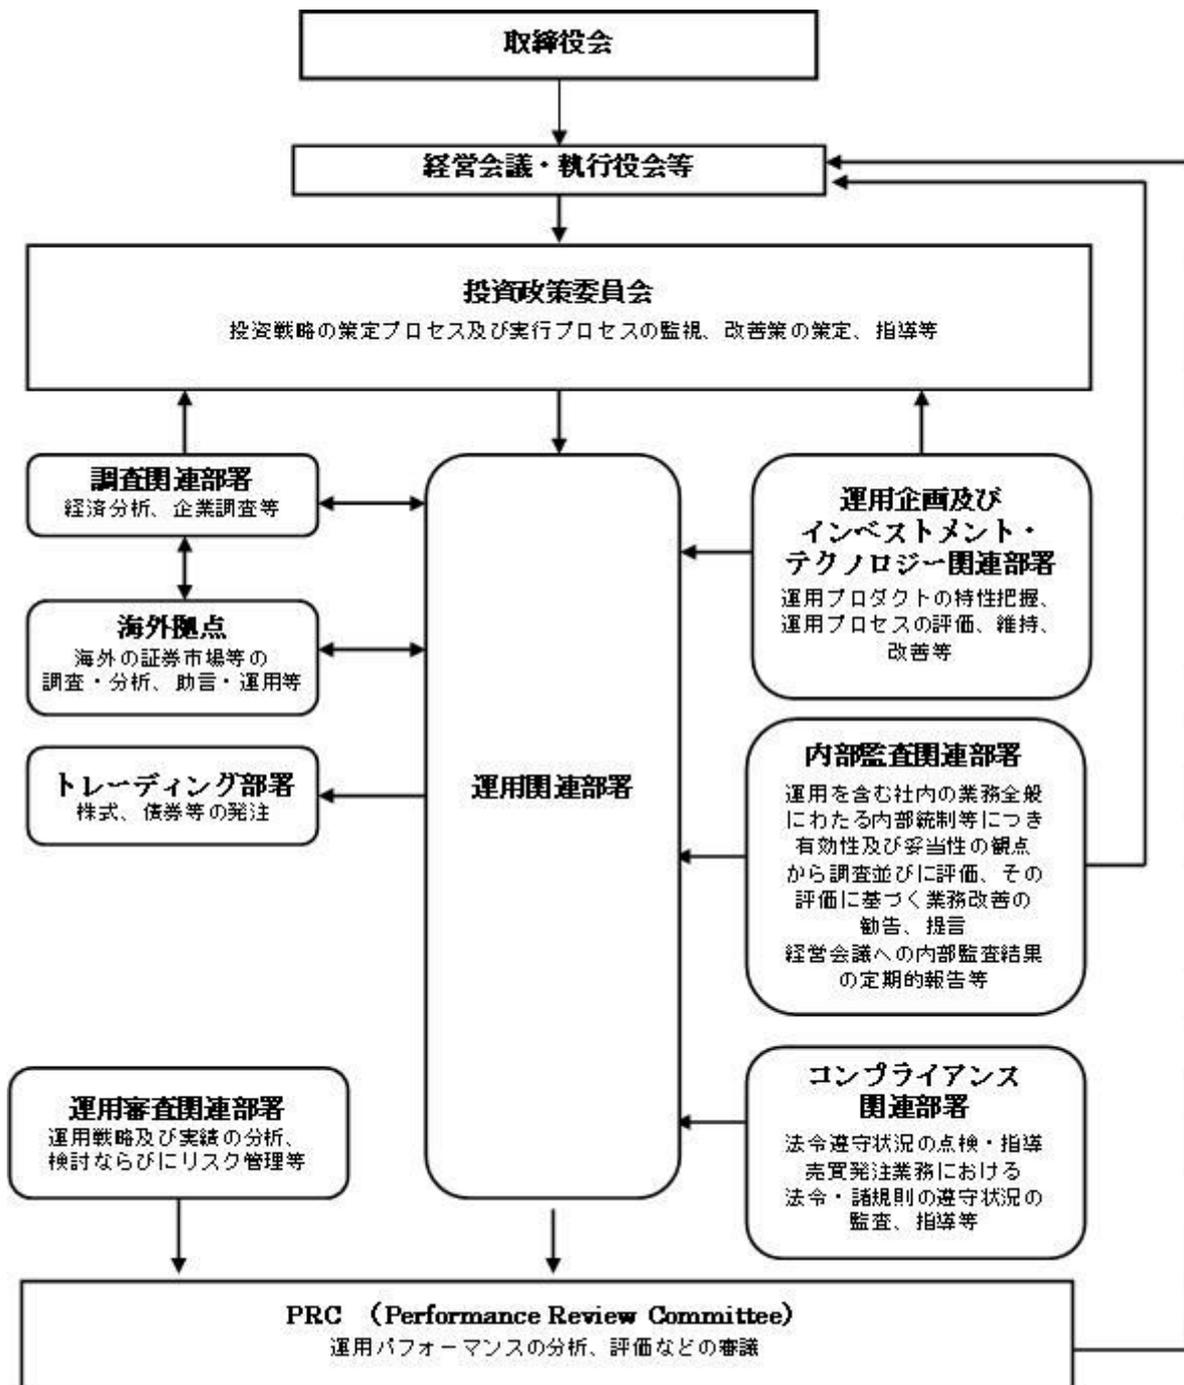 取締役会
経営会議・執行役会等
投資政策委員会
投資戦略の策定プロセス及び実行プロセスの監視、改善策の策定、指導等
調査関連部署
経済分析、企業調査等
海外拠点
海外の証券市場等の
調査・分析、助言・運用等
トレーディング部署
株式、債券等の発注
運用関連部署
運用企画及び
インベストメント・
テクノロジー関連部署
運用プロダクトの特性把握、
運用プロセスの評価、維持、
改善等
内部監査関連部署
運用を含む社内の業務全般
にわたる内部統制等につき
有効性及び妥当性の観点
から調査並びに評価、その
評価に基づく業務改善の
勧告、提言
経営会議への内部監査結果
の定期的報告等
コンプライアンス
関連部署
法令遵守状況の点検・指導
売買発注業務における
法令・諸規則の遵守状況の
監査、指導等
運用審査関連部署
運用戦略及び実績の分析、
検討ならびにリスク管理等
PRC （Performance Review Committee）
運用パフォーマンスの分析、評価などの審議